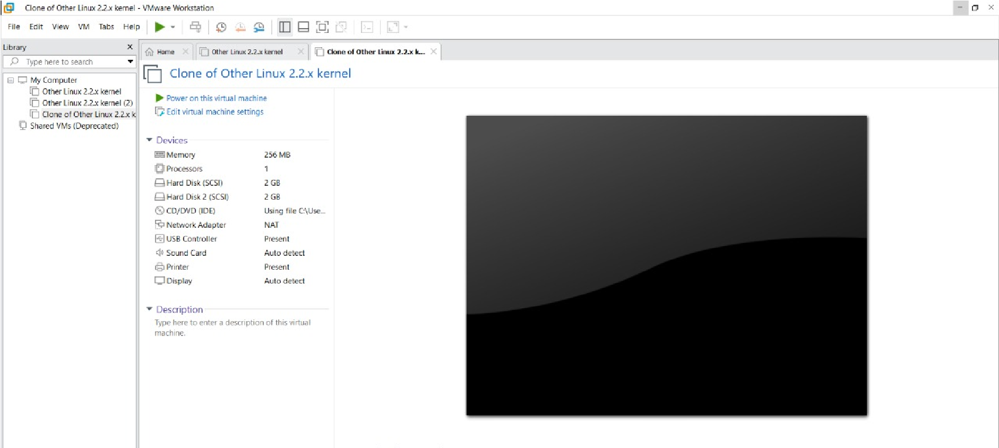 Clone of Other Linux 2.2.x kernel - VMware Workstation
File Edit View VM Tabs Help
Library
Type here to search
My Computer
Other Linux 2.2.x kernel
Other Linux 2.2.x kernel (2)
Clone of Other Linux 2.2.x k
Shared VMs (Deprecated)
Home
Other Linux 2.2.x kernel
Clone of Other Linux 2.2.x k...
Clone of Other Linux 2.2.x kernel
Power on this virtual machine
Edit virtual machine settings
Devices
Memory 256 MB
Processors 1
Hard Disk (SCSI) 2 GB
Hard Disk 2 (SCSI) 2 GB
CD/DVD (IDE) Using file C:\Use...
Network Adapter NAT
USB Controller Present
Sound Card Auto detect
Printer Present
Display Auto detect
Description
Type here to enter a description of this virtual
machine.